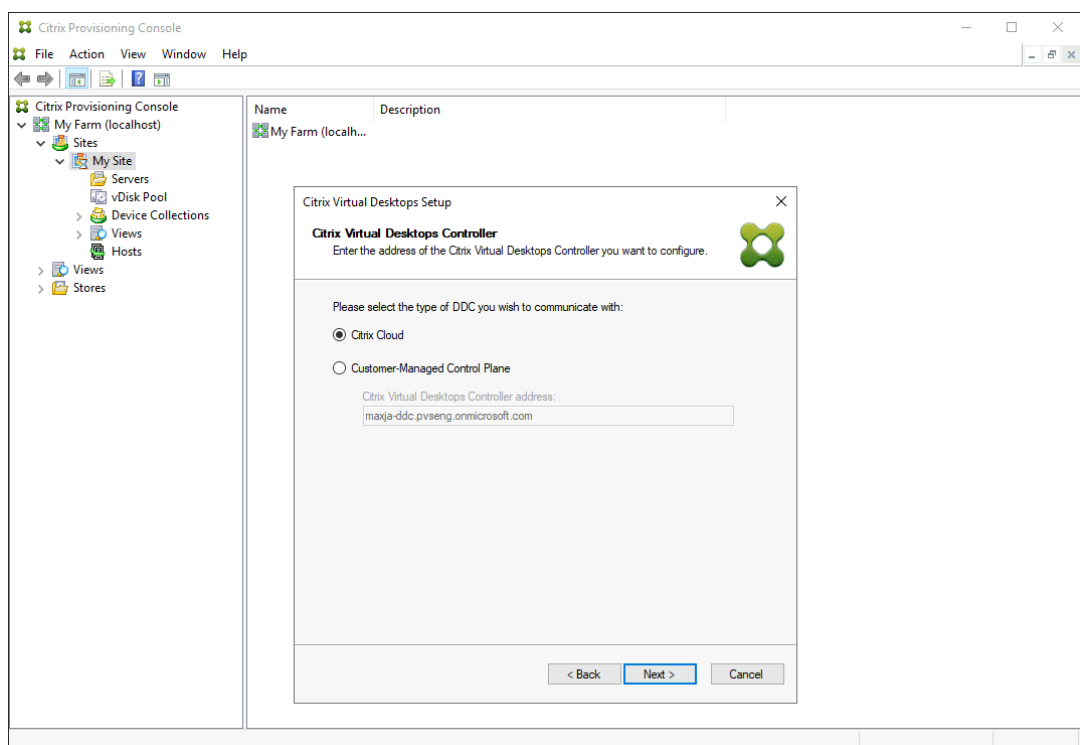 Citrix Provisioning Console
File Action View Window Help
Citrix Provisioning Console
My Farm (localhost)
Sites
My Site
Servers
vDisk Pool
Device Collections
Views
Hosts
Views
Stores
Name Description
My Farm (localh...
Citrix Virtual Desktops Setup
Citrix Virtual Desktops Controller
Enter the address of the Citrix Virtual Desktops Controller you want to configure.
Please select the type of DDC you wish to communicate with:
Citrix Cloud
Customer-Managed Control Plane
Citrix Virtual Desktops Controller address:
maxja-ddc.pvseng.onmicrosoft.com
< Back Next > Cancel